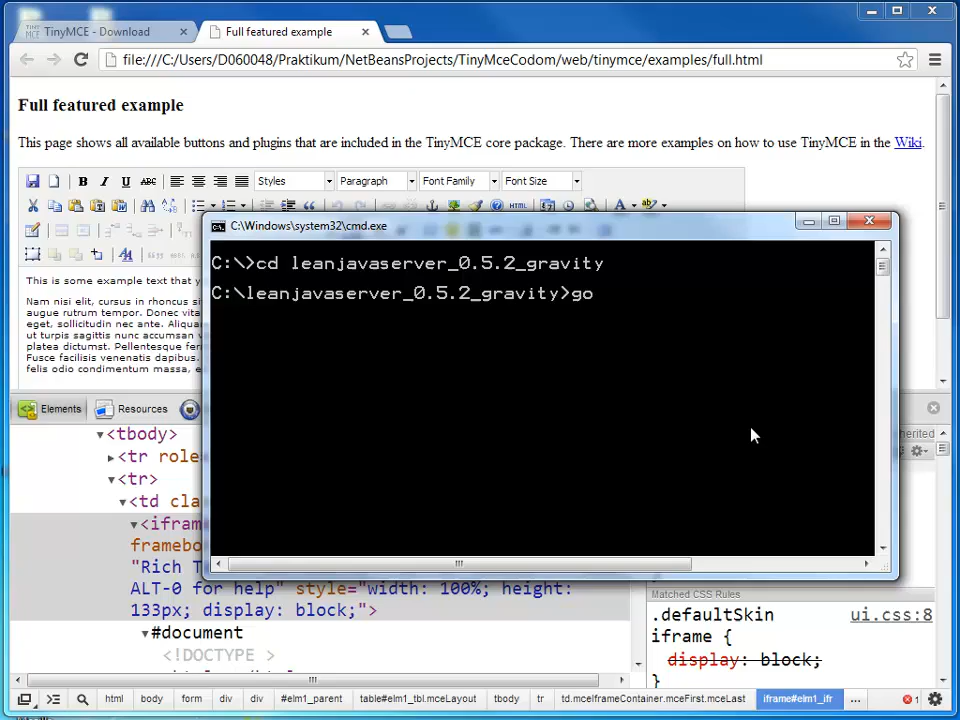 TinyMCE - Download
Full featured example
file:///C:/Users/D060048/Praktikum/NetBeansProjects/TinyMceCodom/web/tinymce/examples/full.html
Full featured example
This page shows all available buttons and plugins that are included in the TinyMCE core package. There are more examples on how to use TinyMCE in the Wiki.
B I U ABC Styles Paragraph Font Family Font Size
HTML
C:\Windows\system32\cmd.exe
C:\>cd leanjavaserver_0.5.2_gravity
C:\leanjavaserver_0.5.2_gravity>go
This is some example text that y
Nam nisi elit, cursus in rhoncus si
augue rutrum tempor. Donec vita
eget, sollicitudin nec ante. Aliqua
ut turpis sagittis nunc accumsan
platea dictumst. Pellentesque fer
Fusce facilisis venenatis dapibus.
felis odio condimentum massa, e
Elements Resources
<tbody>
<tr role
<tr>
<td cla
<ifram
framebo
"Rich T
ALT-0 for help" style="width: 100%; height:
133px; display: block;">
#document
<!DOCTYPE >
herited
Matched CSS Rules
.defaultSkin ui.css:8
iframe {
display: block;
}
html body form div div #elm1_parent table#elm1_tbl.mceLayout tbody tr td.mceIframeContainer.mceFirst.mceLast iframe#elm1_ifr ... 1